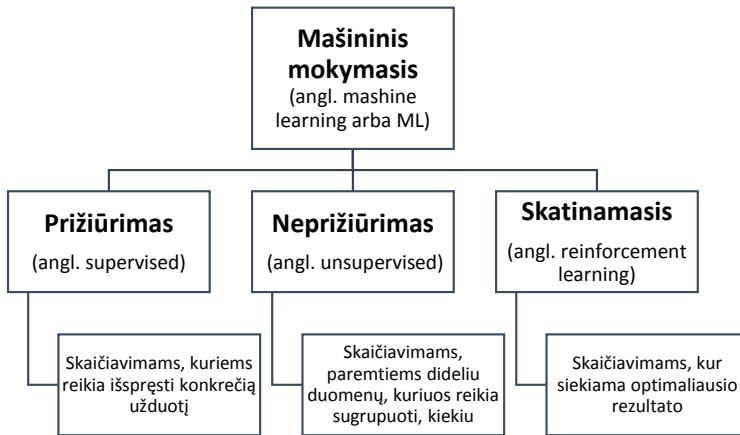 Mašininis
mokymasis
(angl. mashine
learning arba ML)
Prižiūrimas
(angl. supervised)
Neprižiūrimas
(angl. unsupervised)
Skatinamasis
(angl. reinforcement
learning)
Skaičiavimams, kuriems
reikia išspręsti konkrečią
užduotį
Skaičiavimams,
paremtiems dideliu
duomenų, kuriuos reikia
sugrupuoti, kiekiu
Skaičiavimams, kur
siekiama optimaliausio
rezultato